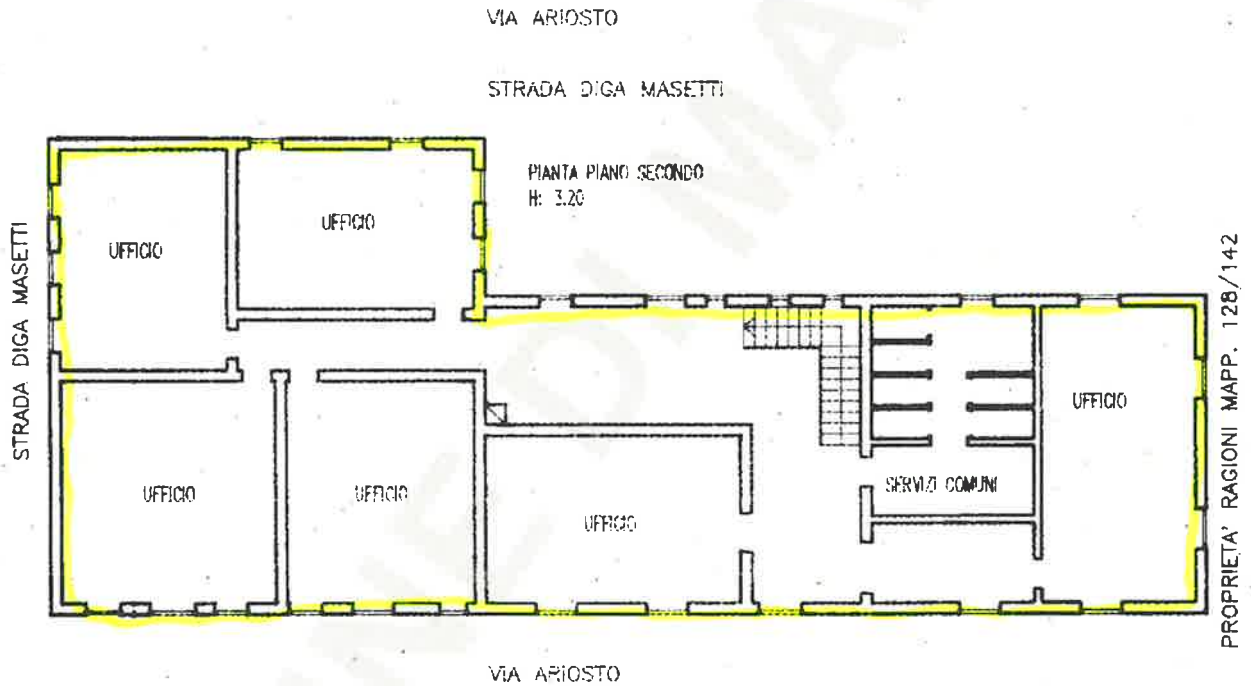 VIA ARIOSTO
STRADA DIGA MASETTI
PIANTA PIANO SECONDO
H: 3.20
STRADA DIGA MASETTI
UFFICIO
UFFICIO
UFFICIO
UFFICIO
UFFICIO
SERVIZI COMUNI
UFFICIO
PROPRIETA' RAGIONI MAPP. 128/142
VIA ARIOSTO